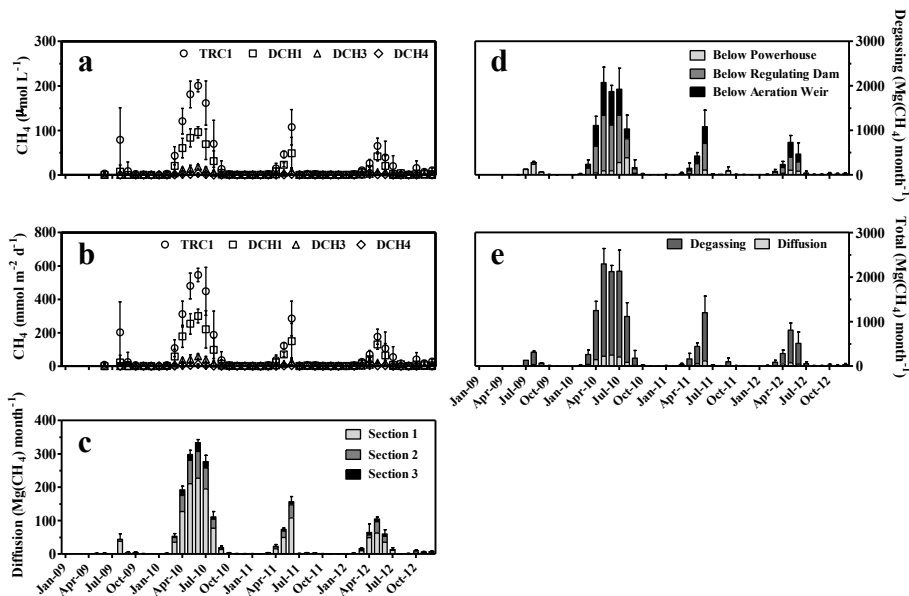 a
TRC1 DCH1 DCH3 DCH4
CH4 (µmol L-1)
300
200
100
0
d
Below Powerhouse
Below Regulating Dam
Below Aeration Weir
Degassing (Mg(CH4) month-1)
3000
2000
1000
0
b
TRC1 DCH1 DCH3 DCH4
CH4 (mmol m-2 d-1)
800
600
400
200
0
e
Degassing Diffusion
Total (Mg(CH4) month-1)
3000
2000
1000
0
Jan-09 Apr-09 Jul-09 Oct-09 Jan-10 Apr-10 Jul-10 Oct-10 Jan-11 Apr-11 Jul-11 Oct-11 Jan-12 Apr-12 Jul-12 Oct-12
c
Section 1
Section 2
Section 3
Diffusion (Mg(CH4) month-1)
400
300
200
100
0
Jan-09 Apr-09 Jul-09 Oct-09 Jan-10 Apr-10 Jul-10 Oct-10 Jan-11 Apr-11 Jul-11 Oct-11 Jan-12 Apr-12 Jul-12 Oct-12